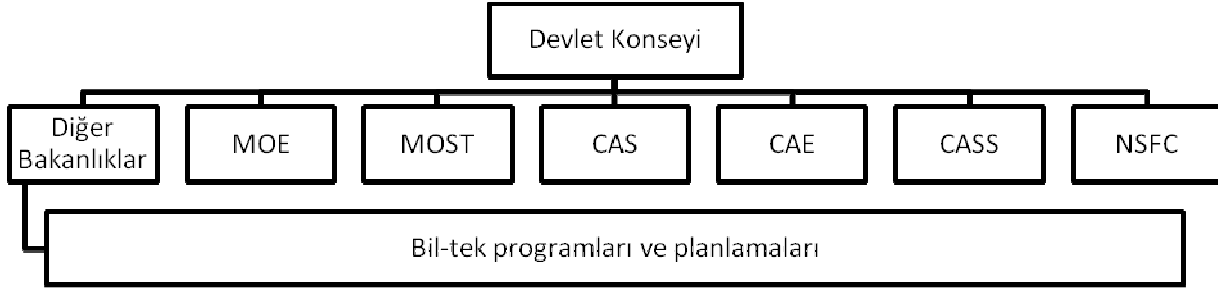 Devlet Konseyi
Diğer
Bakanlıklar
MOE
MOST
CAS
CAE
CASS
NSFC
Bil-tek programları ve planlamaları